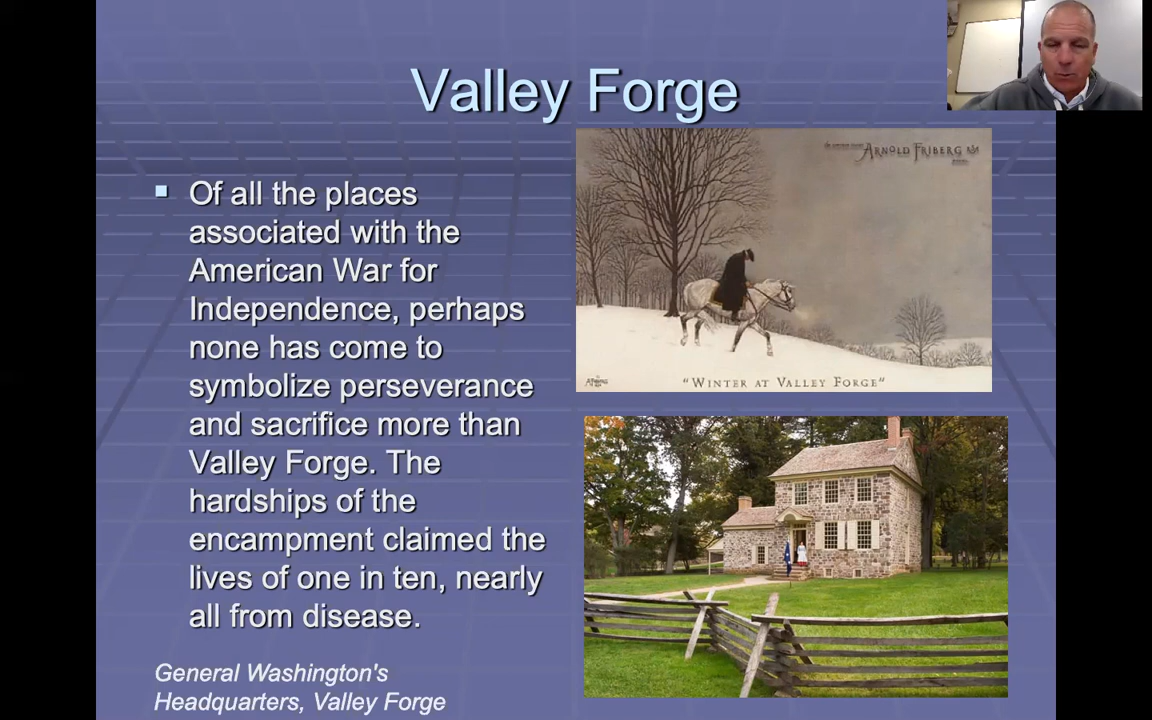 Valley Forge
Of all the places
associated with the
American War for
Independence, perhaps
none has come to
symbolize perseverance
and sacrifice more than
Valley Forge. The
hardships of the
encampment claimed the
lives of one in ten, nearly
all from disease.
General Washington's
Headquarters, Valley Forge
ARNOLD FRIBERG
"WINTER AT VALLEY FORGE"